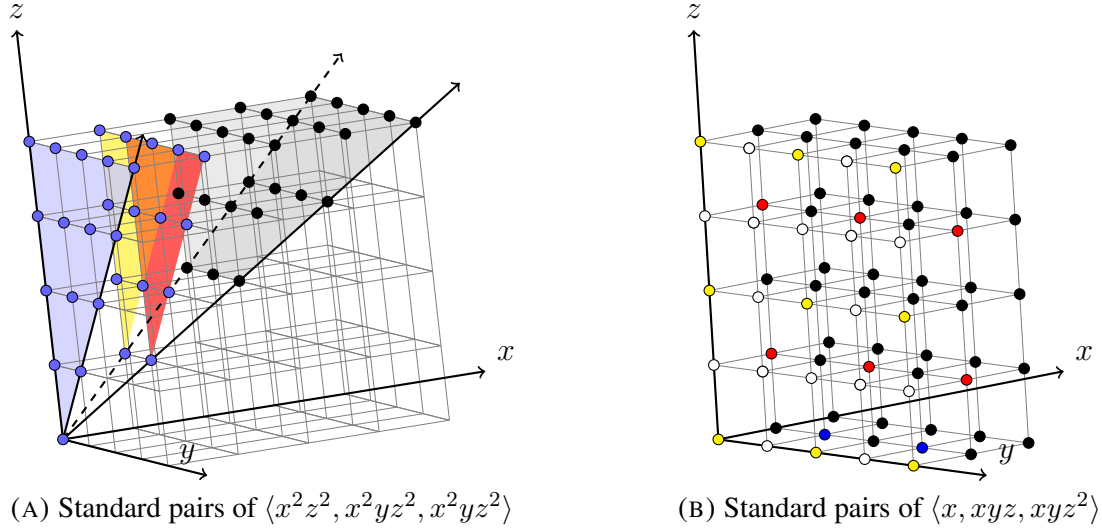 z
x
y
(A) Standard pairs of ⟨x²z², x²yz², x²yz²⟩
z
x
y
(B) Standard pairs of ⟨x, xyz, xyz²⟩